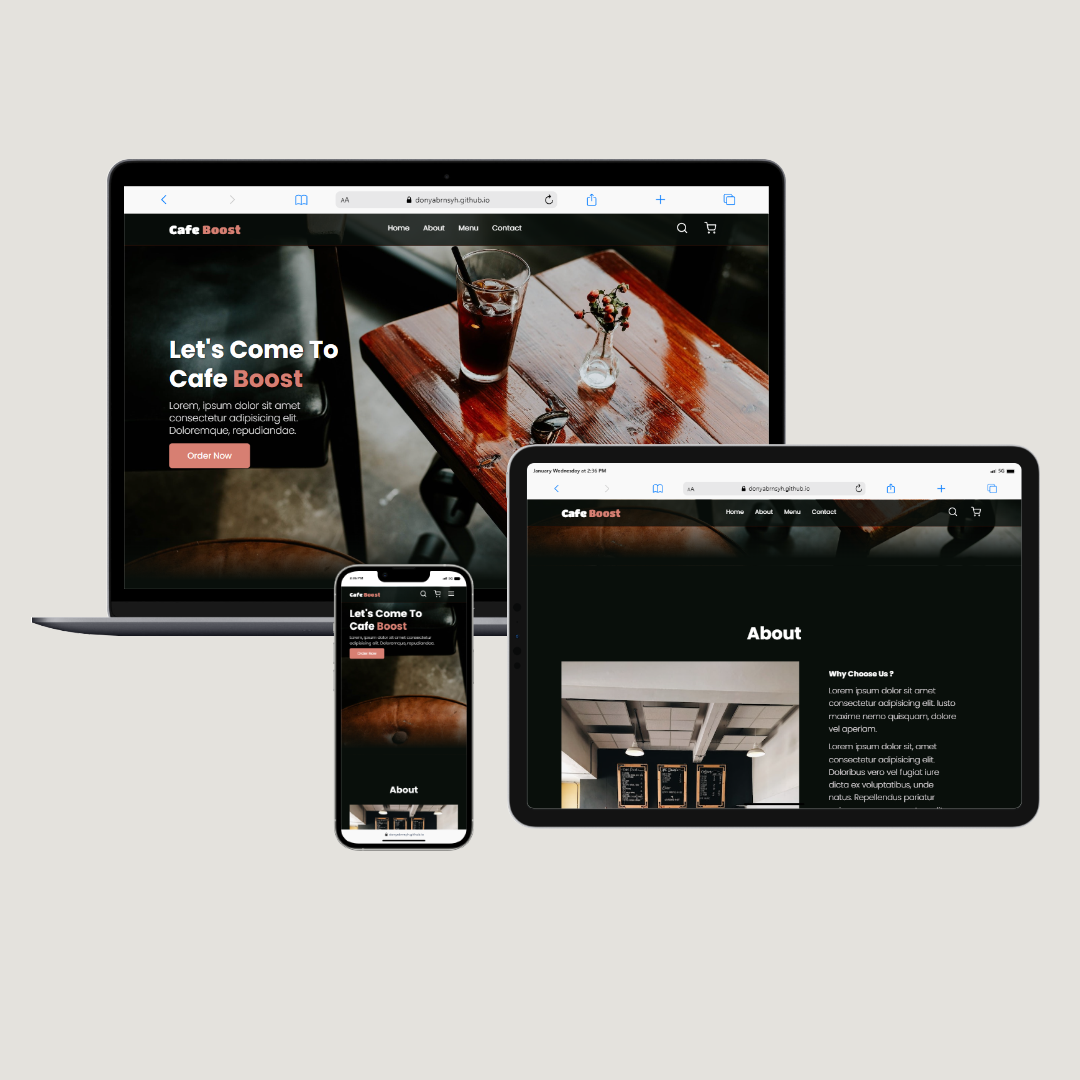 AA donyabrnsyh.github.io
Cafe Boost
Home About Menu Contact
Let's Come To
Cafe Boost
Lorem, ipsum dolor sit amet
consectetur adipisicing elit.
Doloremque, repudiandae.
Order Now
January Wednesday at 2:36 PM
5G
AA donyabrnsyh.github.io
Cafe Boost
Home About Menu Contact
About
Why Choose Us ?
Lorem ipsum dolor sit amet
consectetur adipisicing elit. Iusto
maxime nemo quisquam, dolore
vel aperiam.
Lorem ipsum dolor sit, amet
consectetur adipisicing elit.
Doloribus vero vel fugiat iure
dicta ex voluptatibus, unde
natus. Repellendus pariatur
5G
Cafe Boost
Let's Come To
Cafe Boost
Lorem, ipsum dolor sit amet consectetur
adipisicing elit. Doloremque, repudiandae.
Order Now
About
donyabrnsyh.github.io